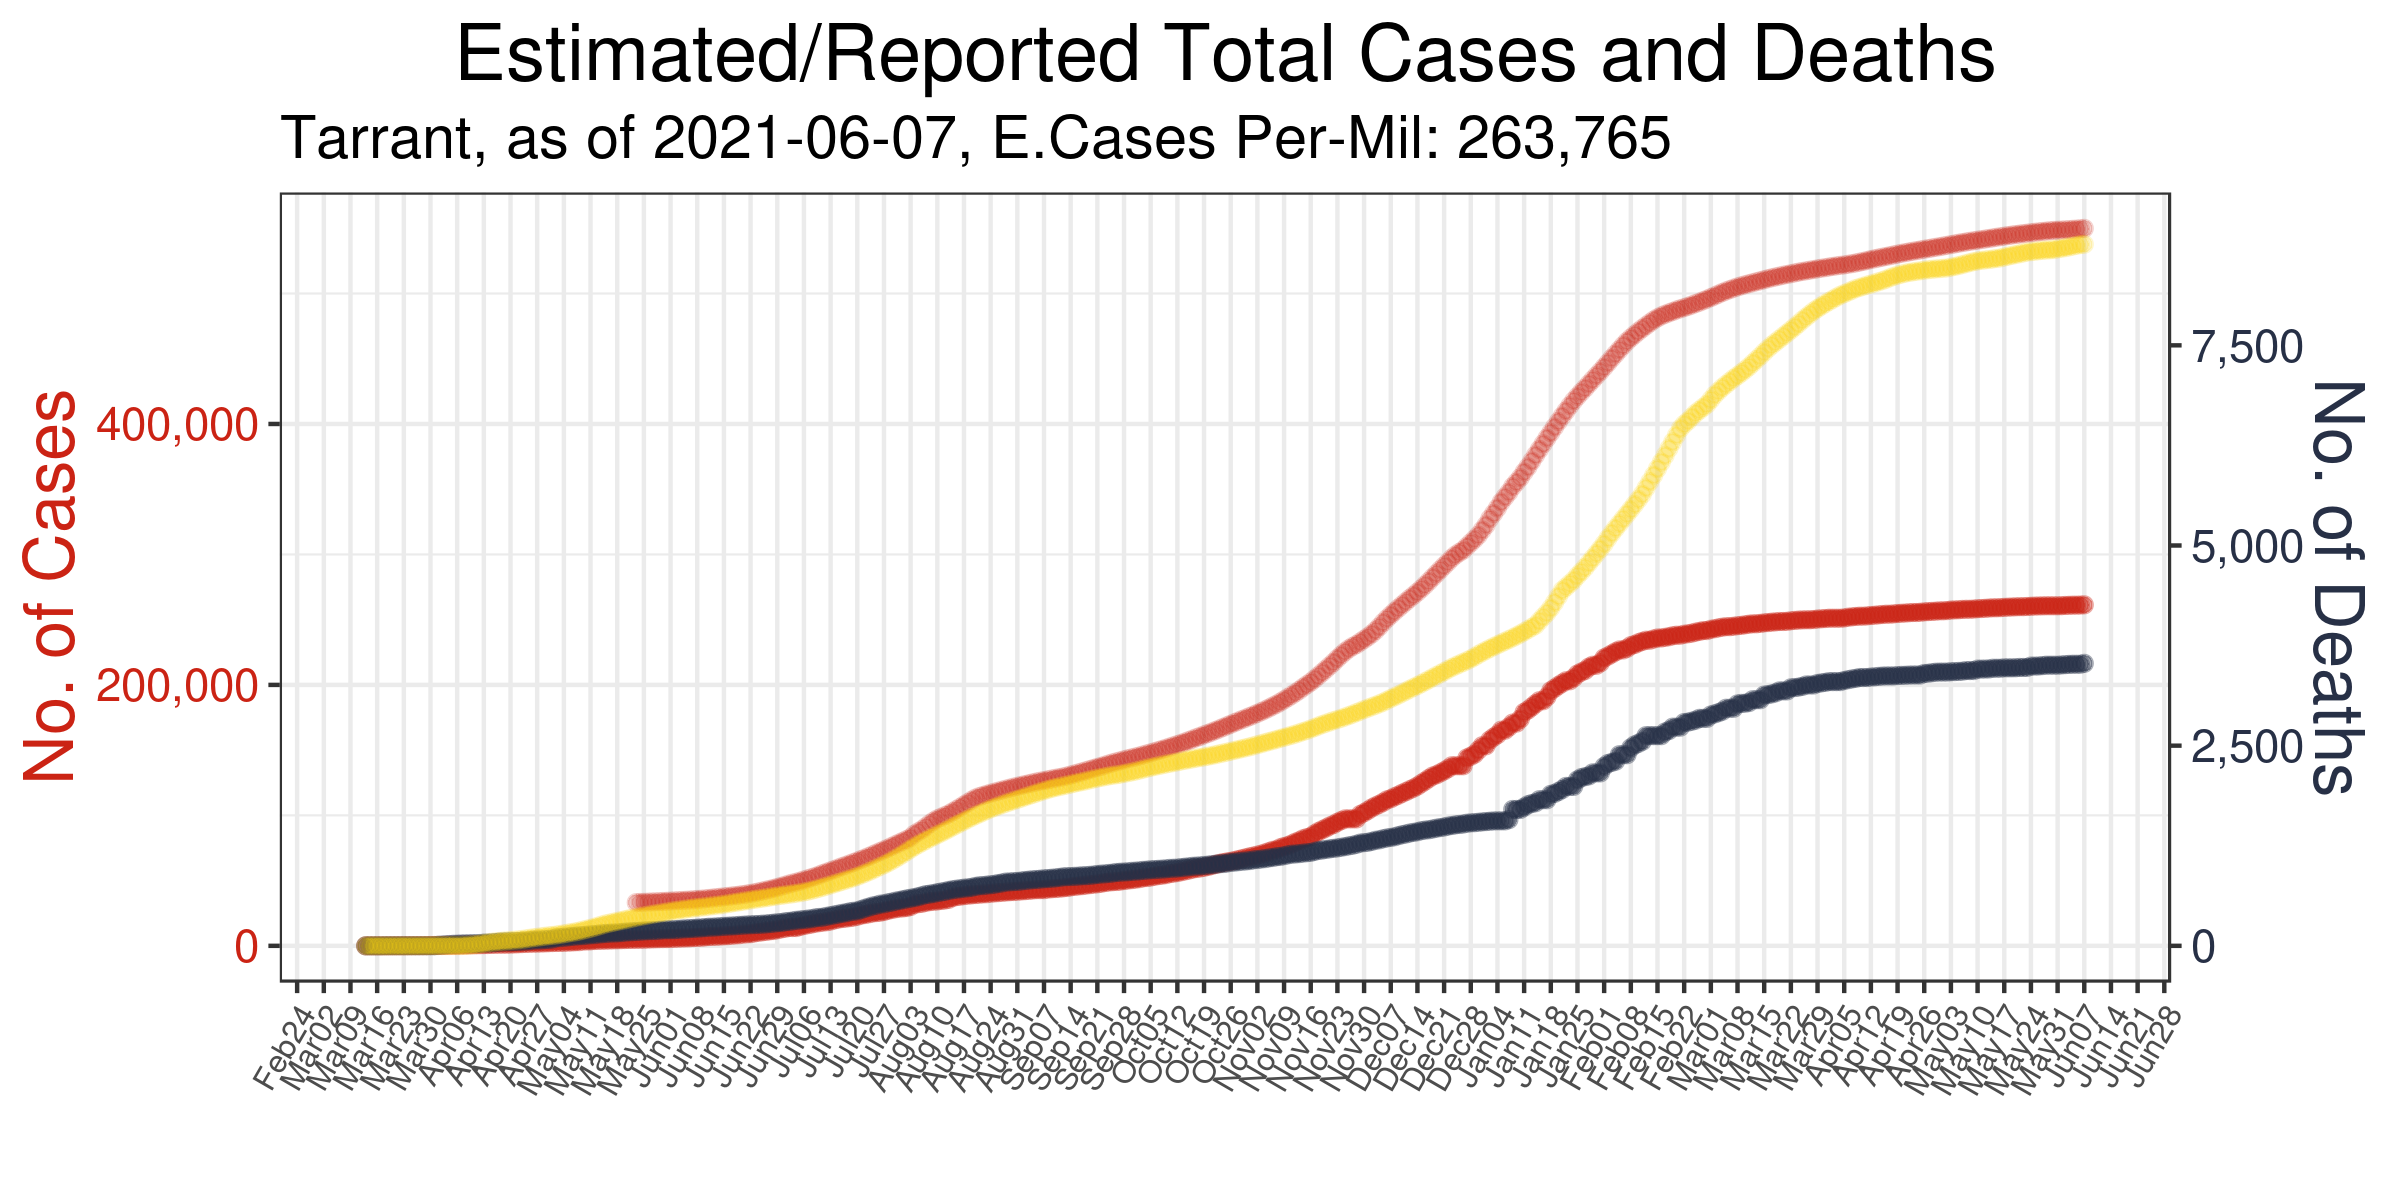 Estimated/Reported Total Cases and Deaths
Tarrant, as of 2021-06-07, E.Cases Per-Mil: 263,765
No. of Cases
400,000
200,000
0
7,500
5,000
2,500
0
No. of Deaths
Feb24
Mar02
Mar09
Mar16
Mar23
Mar30
Apr06
Apr13
Apr20
Apr27
May04
May11
May18
May25
Jun01
Jun08
Jun15
Jun22
Jun29
Jul06
Jul13
Jul20
Jul27
Aug03
Aug10
Aug17
Aug24
Aug31
Sep07
Sep14
Sep21
Sep28
Oct05
Oct12
Oct19
Oct26
Nov02
Nov09
Nov16
Nov23
Nov30
Dec07
Dec14
Dec21
Dec28
Jan04
Jan11
Jan18
Jan25
Feb01
Feb08
Feb15
Feb22
Mar01
Mar08
Mar15
Mar22
Mar29
Apr05
Apr12
Apr19
Apr26
May03
May10
May17
May24
May31
Jun07
Jun14
Jun21
Jun28